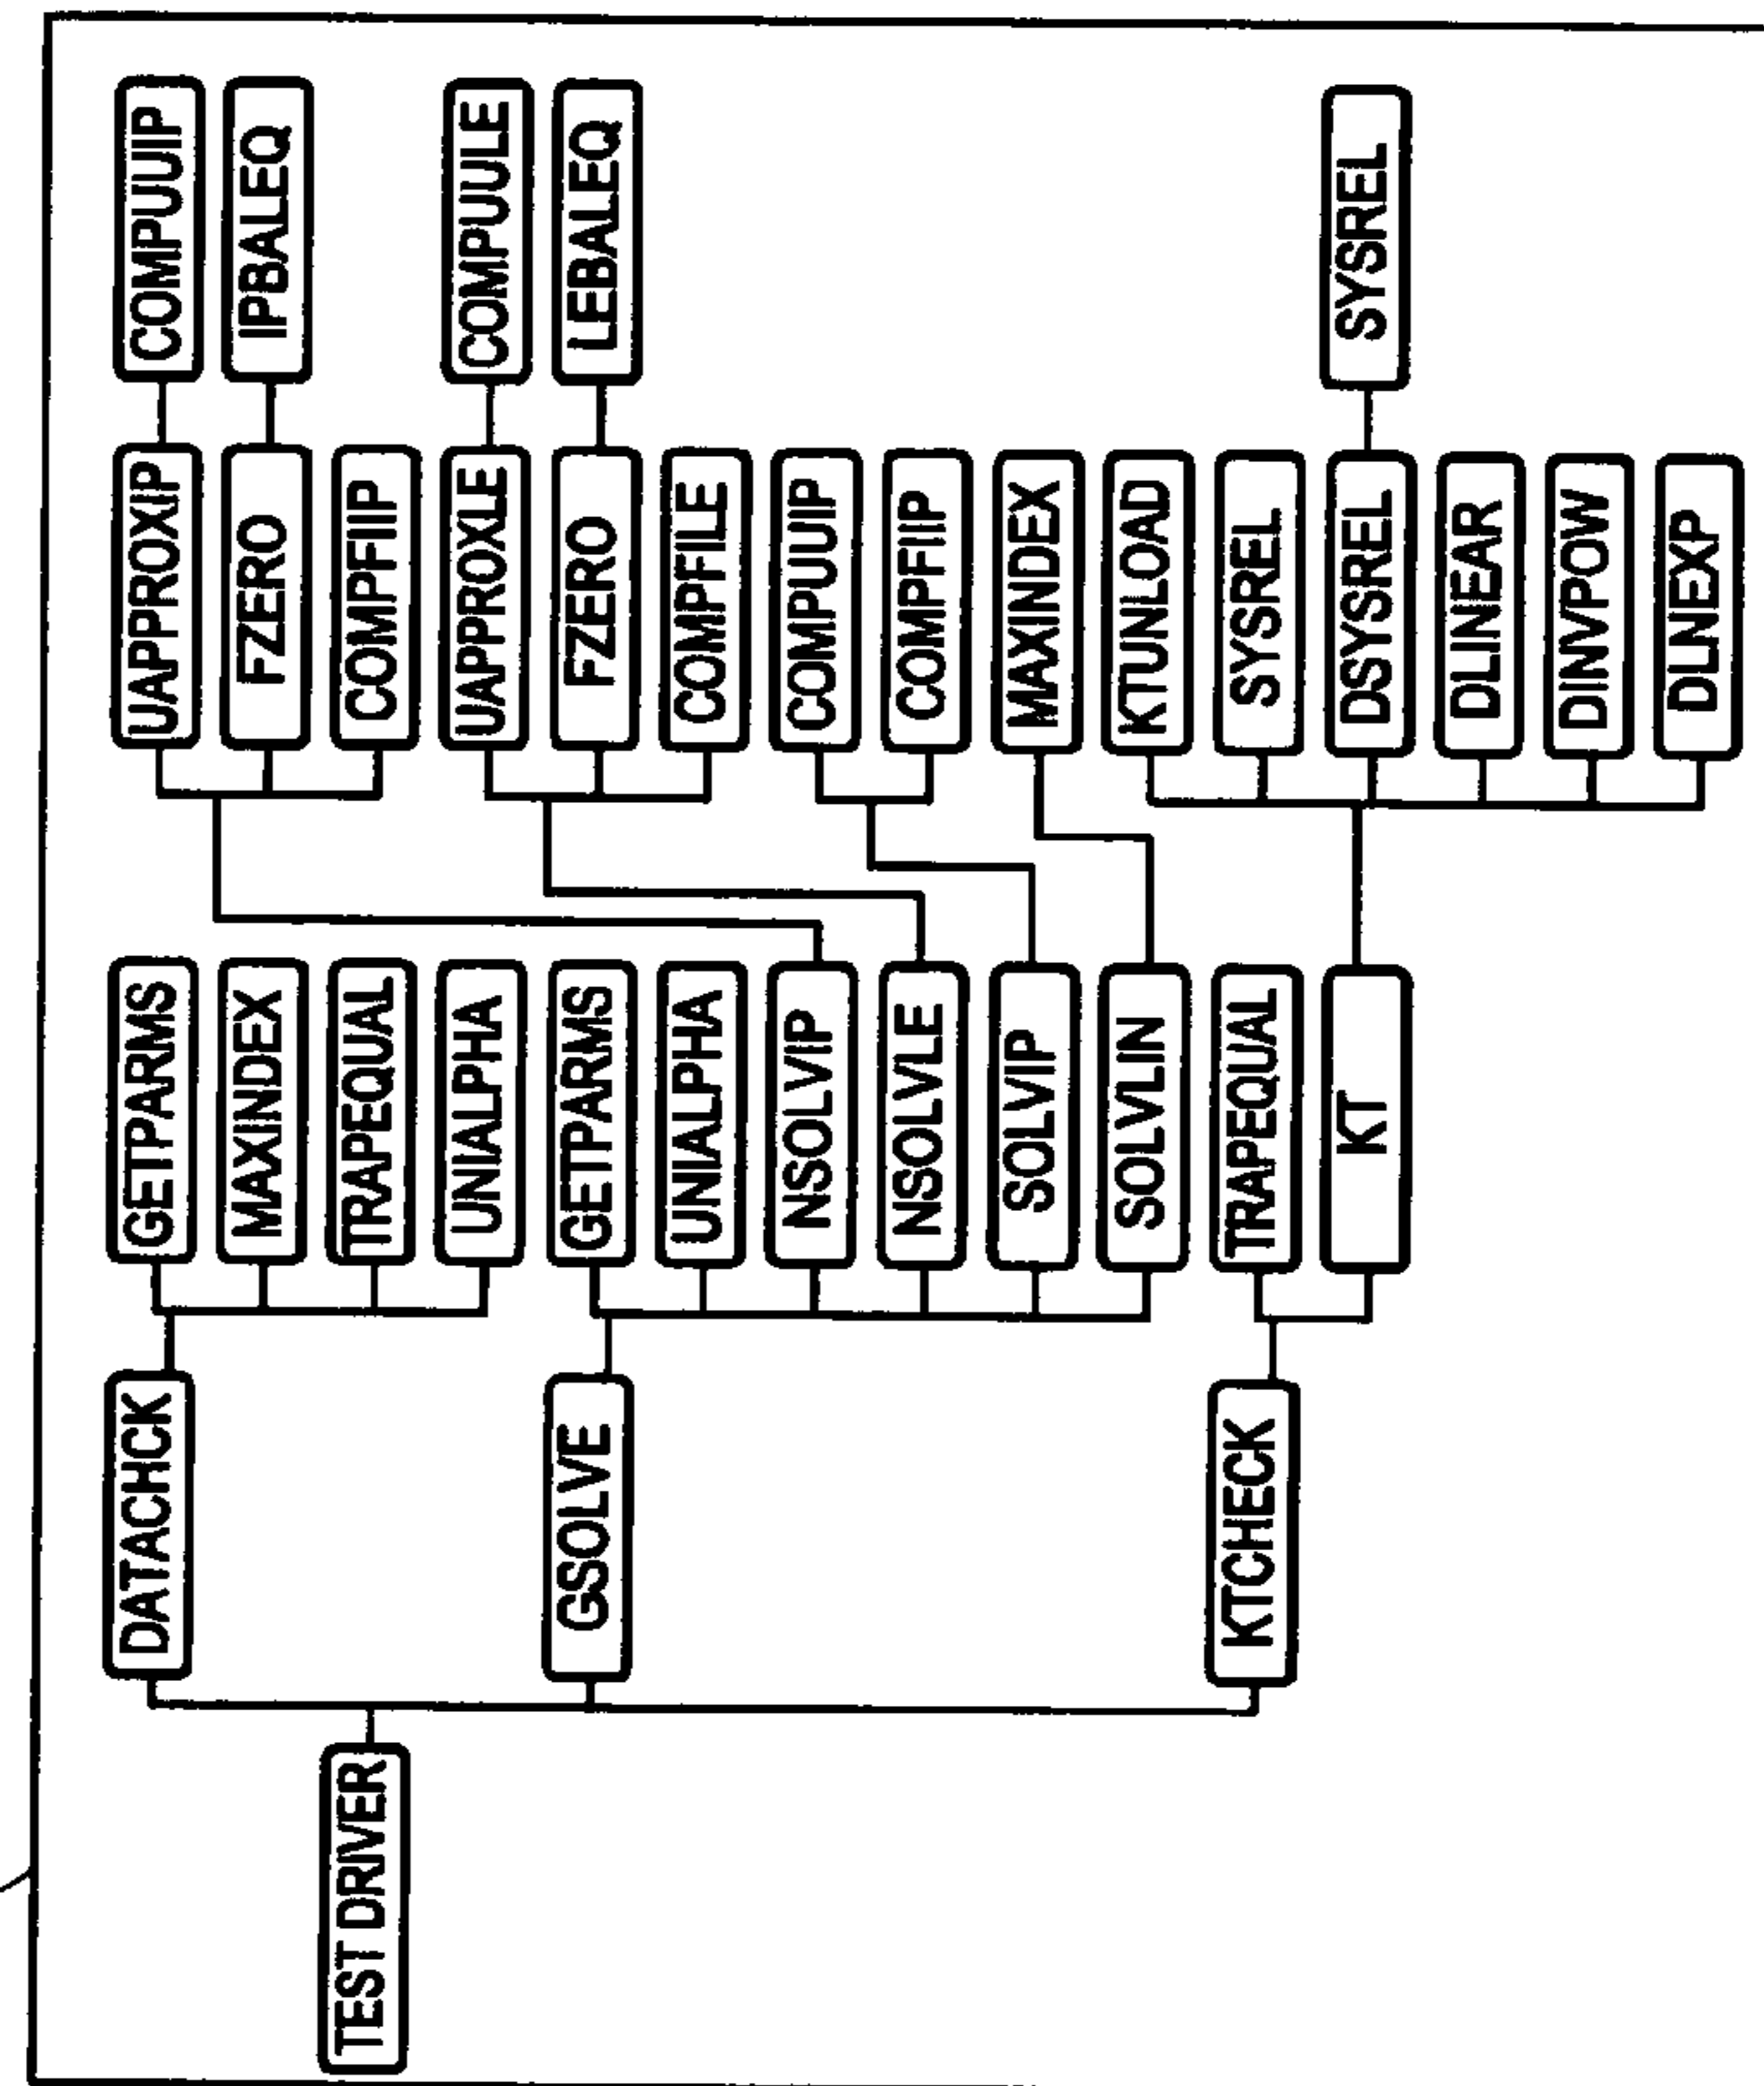 TEST DRIVER
DATACHCK
GSOLVE
KTCHECK
GETPARMS
MAXINDEX
TRAPEQUAL
UNIALPHA
GETPARMS
UNIALPHA
NSOLVIP
NSOLVLE
SOLVIP
SOLVLIN
TRAPEQUAL
KT
UAPPROXIP
FZERO
COMPFIIP
UAPPROXLE
FZERO
COMPFILE
COMPUUIP
COMPFIIP
MAXINDEX
KTUNLOAD
SYSREL
DSYSREL
DLINEAR
DINVPOW
DLNEXP
COMPUUIP
IPBALEQ
COMPUULE
LEBALEQ
SYSREL